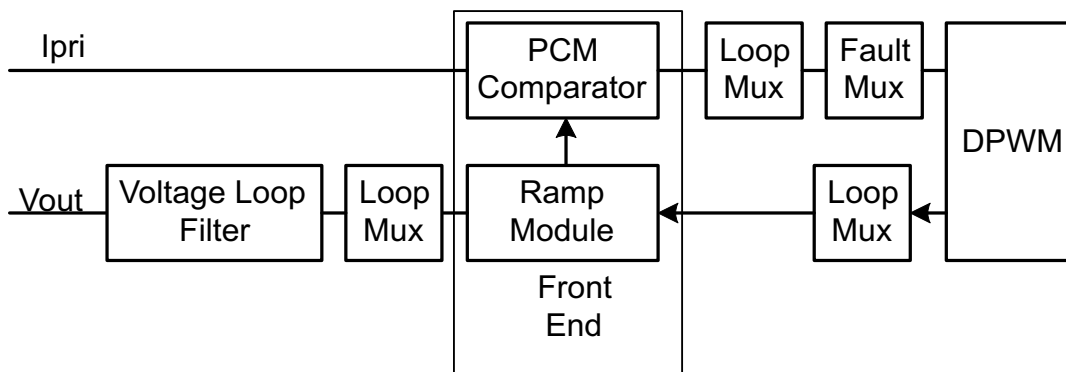 Ipri
PCM
Comparator
Loop
Mux
Fault
Mux
DPWM
Vout
Voltage Loop
Filter
Loop
Mux
Ramp
Module
Loop
Mux
Front
End